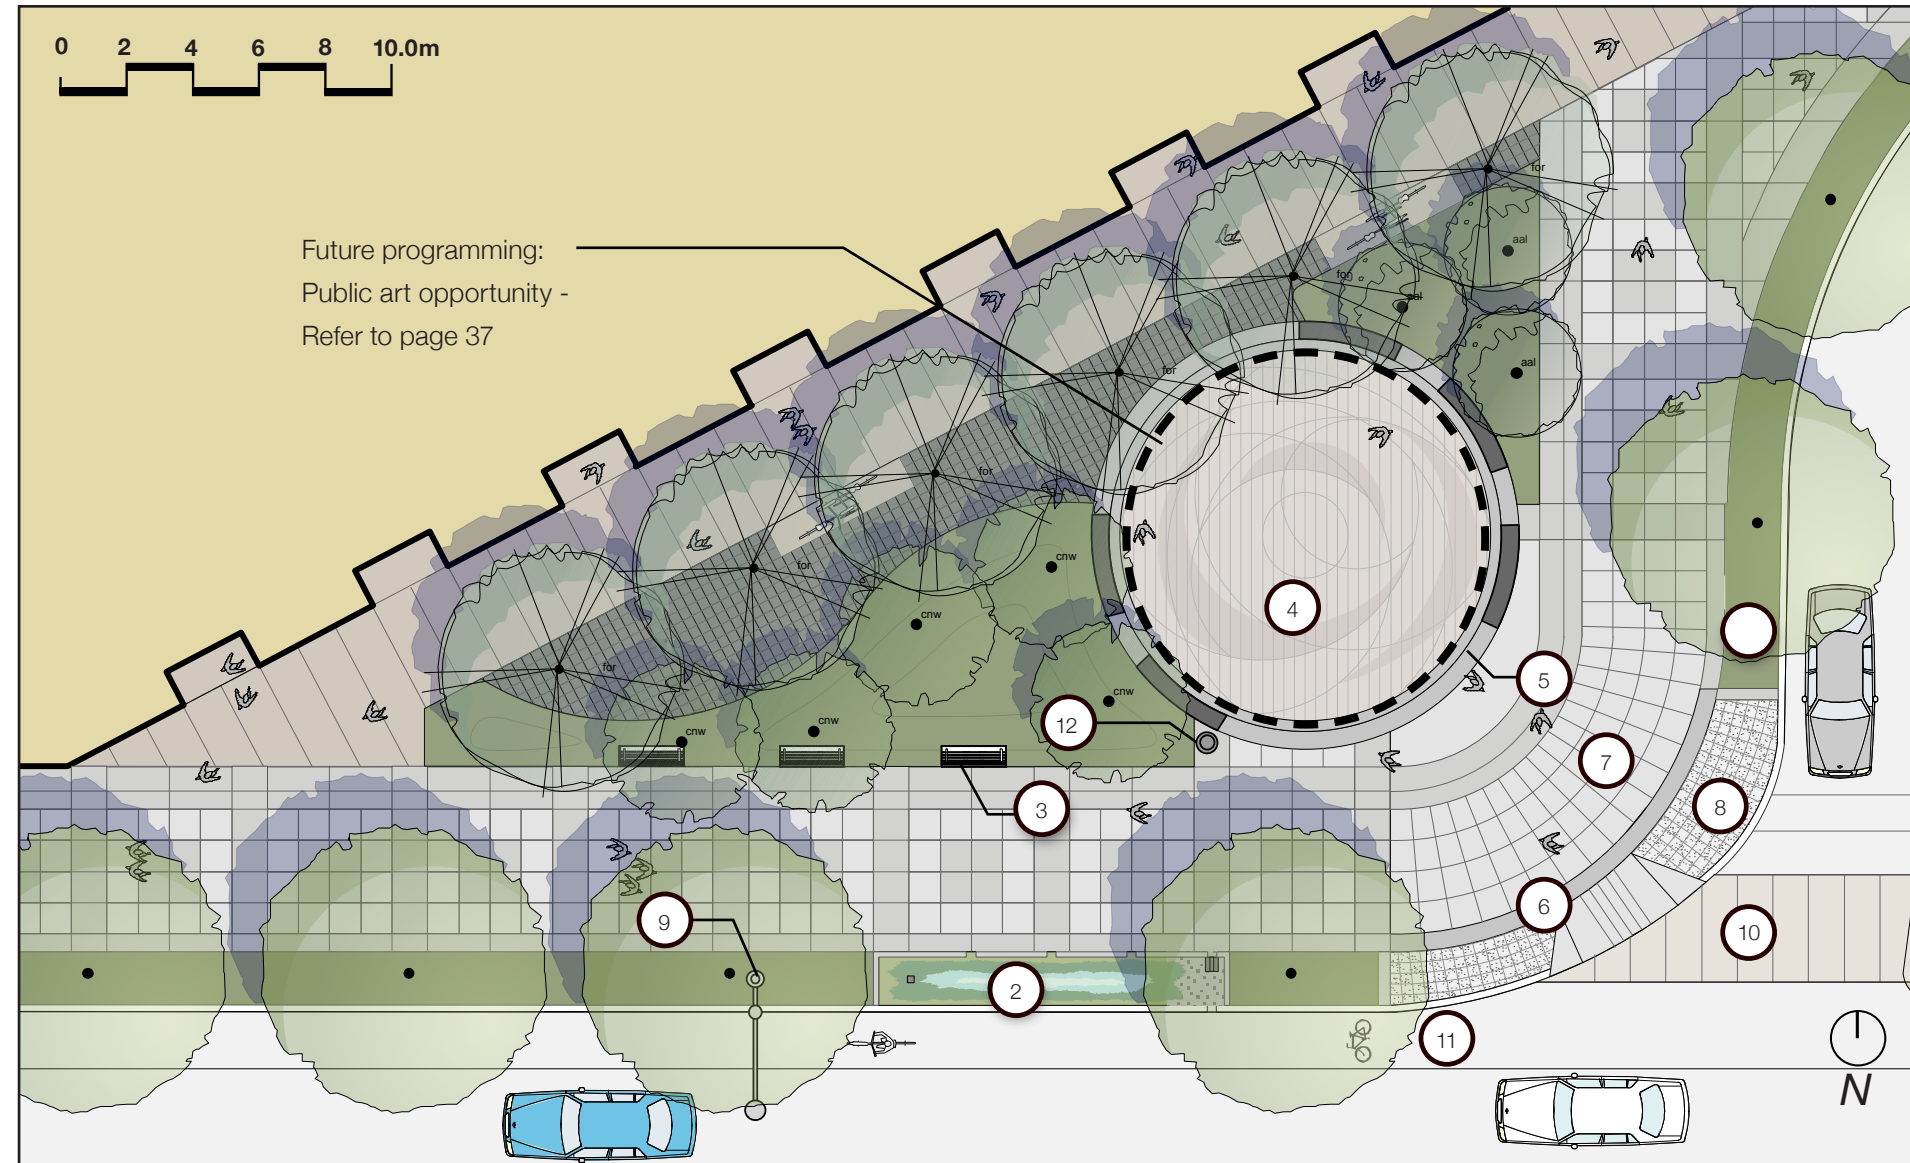 0 2 4 6 8 10.0m
Future programming:
Public art opportunity -
Refer to page 37
for
aal
for
aal
for
aal
for
cnw
for
cnw
for
cnw
cnw
cnw
4
5
12
7
3
8
9
6
10
2
11
N